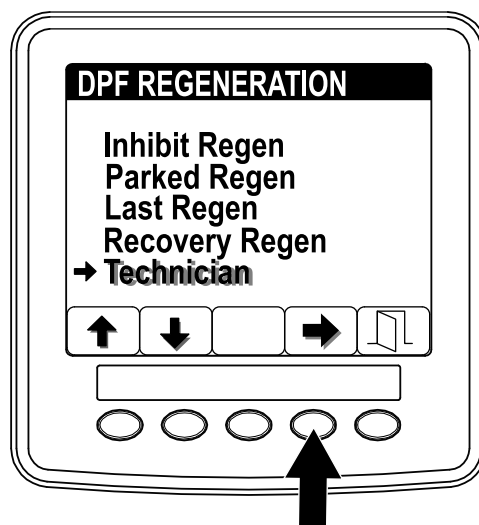 DPF REGENERATION
Inhibit Regen
Parked Regen
Last Regen
Recovery Regen
Technician